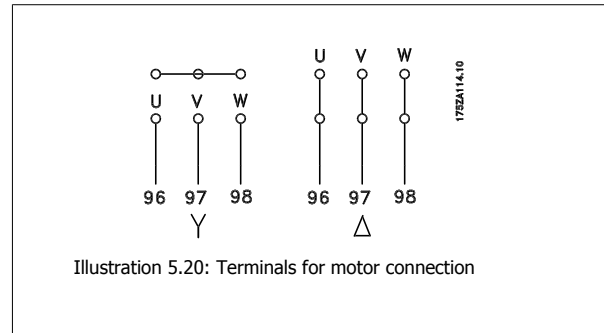 U V W
U V W
96 97 98
96 97 98
Y
Δ
175ZA114.10
Illustration 5.20: Terminals for motor connection